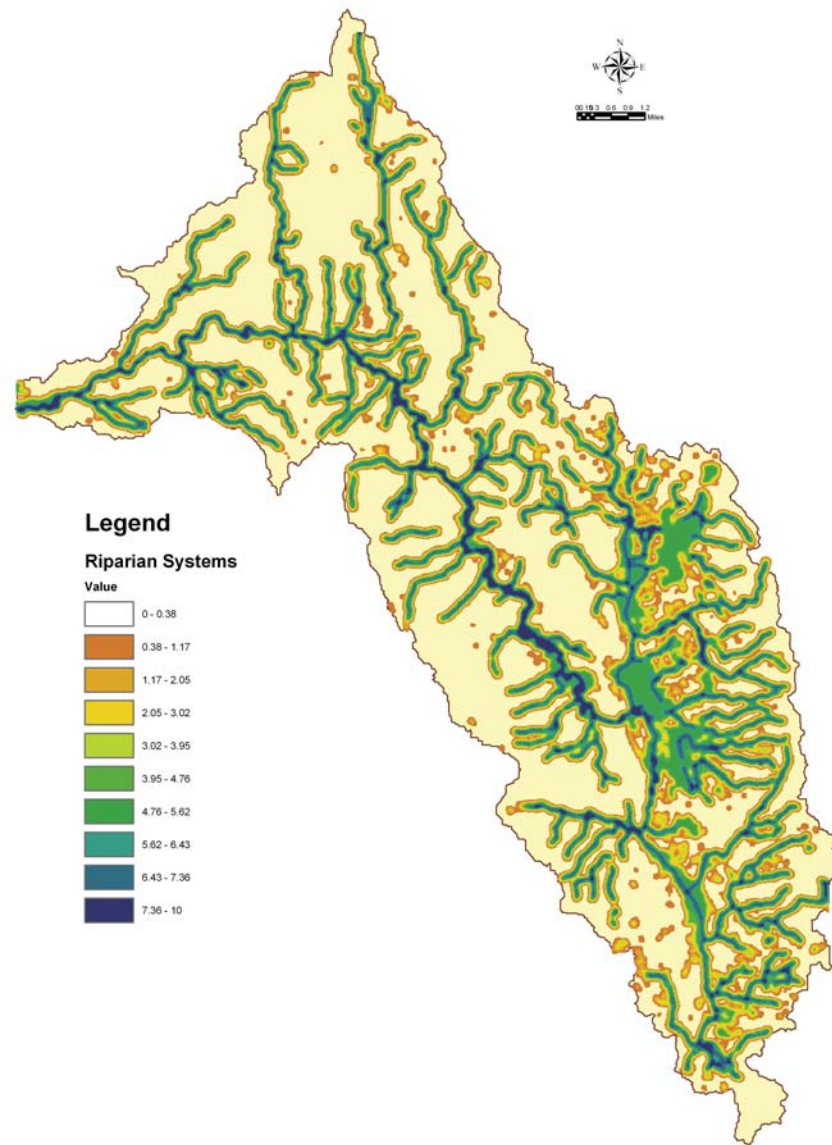 N
W E
S
0.6 0.9 1.2
Miles
Legend
Riparian Systems
Value
0 - 0.38
0.38 - 1.17
1.17 - 2.05
2.05 - 3.02
3.02 - 3.95
3.95 - 4.76
4.76 - 5.62
5.62 - 6.43
6.43 - 7.36
7.36 - 10